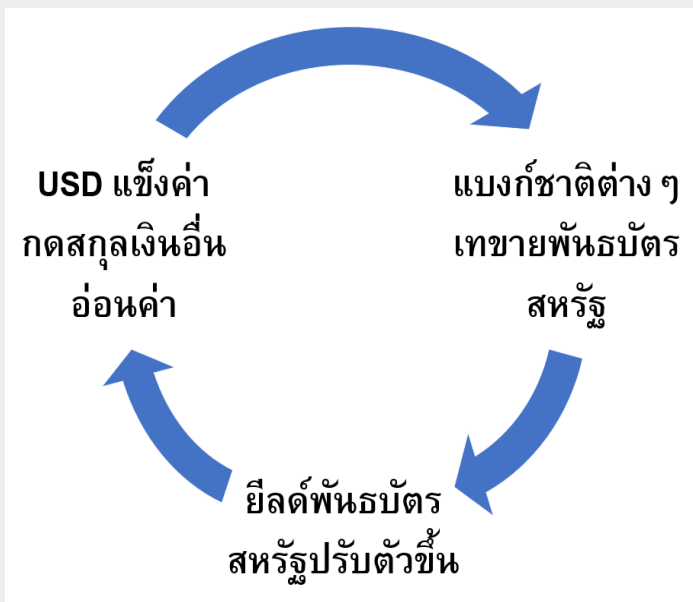 USD แข็งค่า
กดสกุลเงินอื่น
อ่อนค่า
แบงก์ชาติต่าง ๆ
เทขายพันธบัตร
สหรัฐ
ยีลด์พันธบัตร
สหรัฐปรับตัวขึ้น